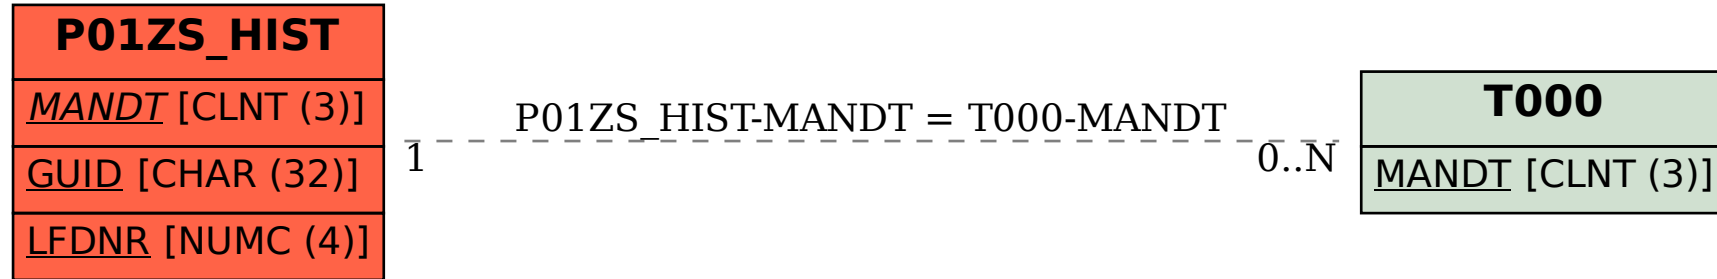 P01ZS_HIST
MANDT [CLNT (3)]
GUID [CHAR (32)]
LFDNR [NUMC (4)]
P01ZS_HIST-MANDT = T000-MANDT
1
0..N
T000
MANDT [CLNT (3)]